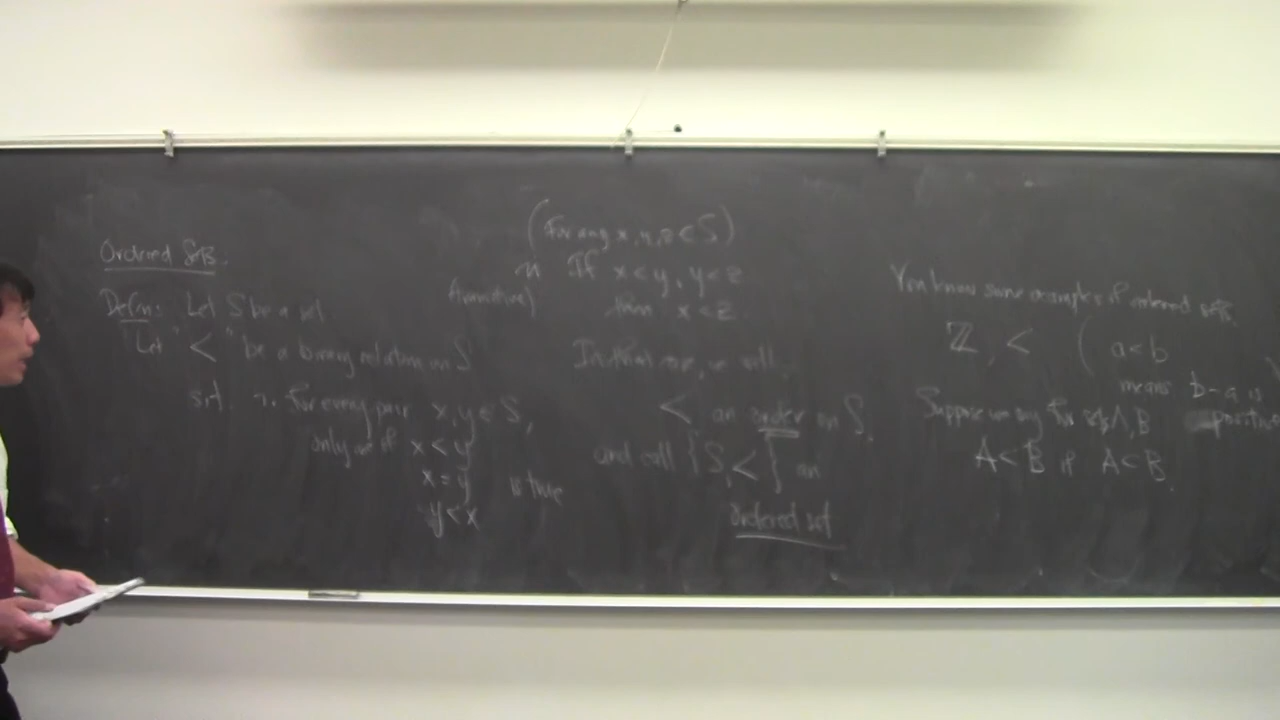 Ordered Sets.
Defn: Let S be a set
Let "<" be a binary relation on S
s.t. i. For every pair x, y ∈ S,
only one of x < y
x = y is true
y < x
(For any x, y, z ∈ S)
ii If x < y, y < z
(transitive) then x < z.
In this case, we call
< an order on S.
and call {S, <} an
ordered set
You know some examples of ordered sets.
ℤ, < ( a < b
means b - a is
positive
Suppose we say for sets A, B
A < B if A ⊂ B.